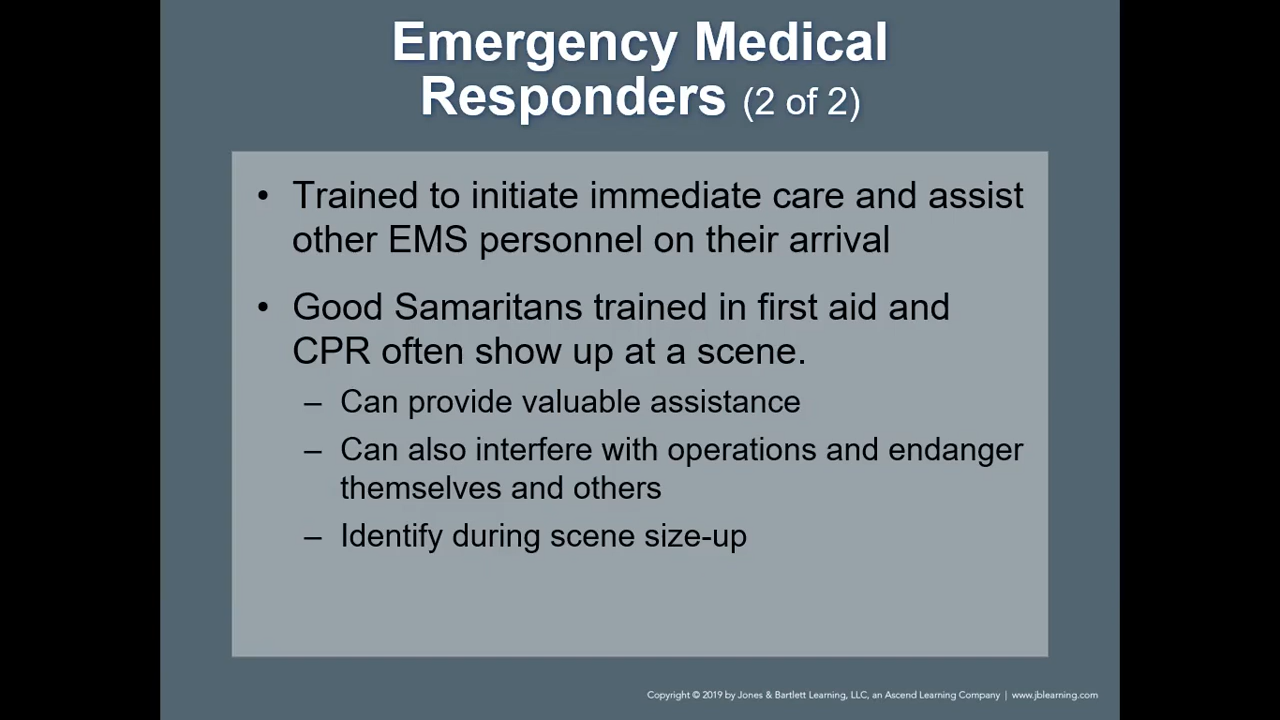 Emergency Medical
Responders (2 of 2)
• Trained to initiate immediate care and assist
other EMS personnel on their arrival
• Good Samaritans trained in first aid and
CPR often show up at a scene.
– Can provide valuable assistance
– Can also interfere with operations and endanger
themselves and others
– Identify during scene size-up
Copyright © 2019 by Jones & Bartlett Learning, LLC, an Ascend Learning Company | www.jblearning.com